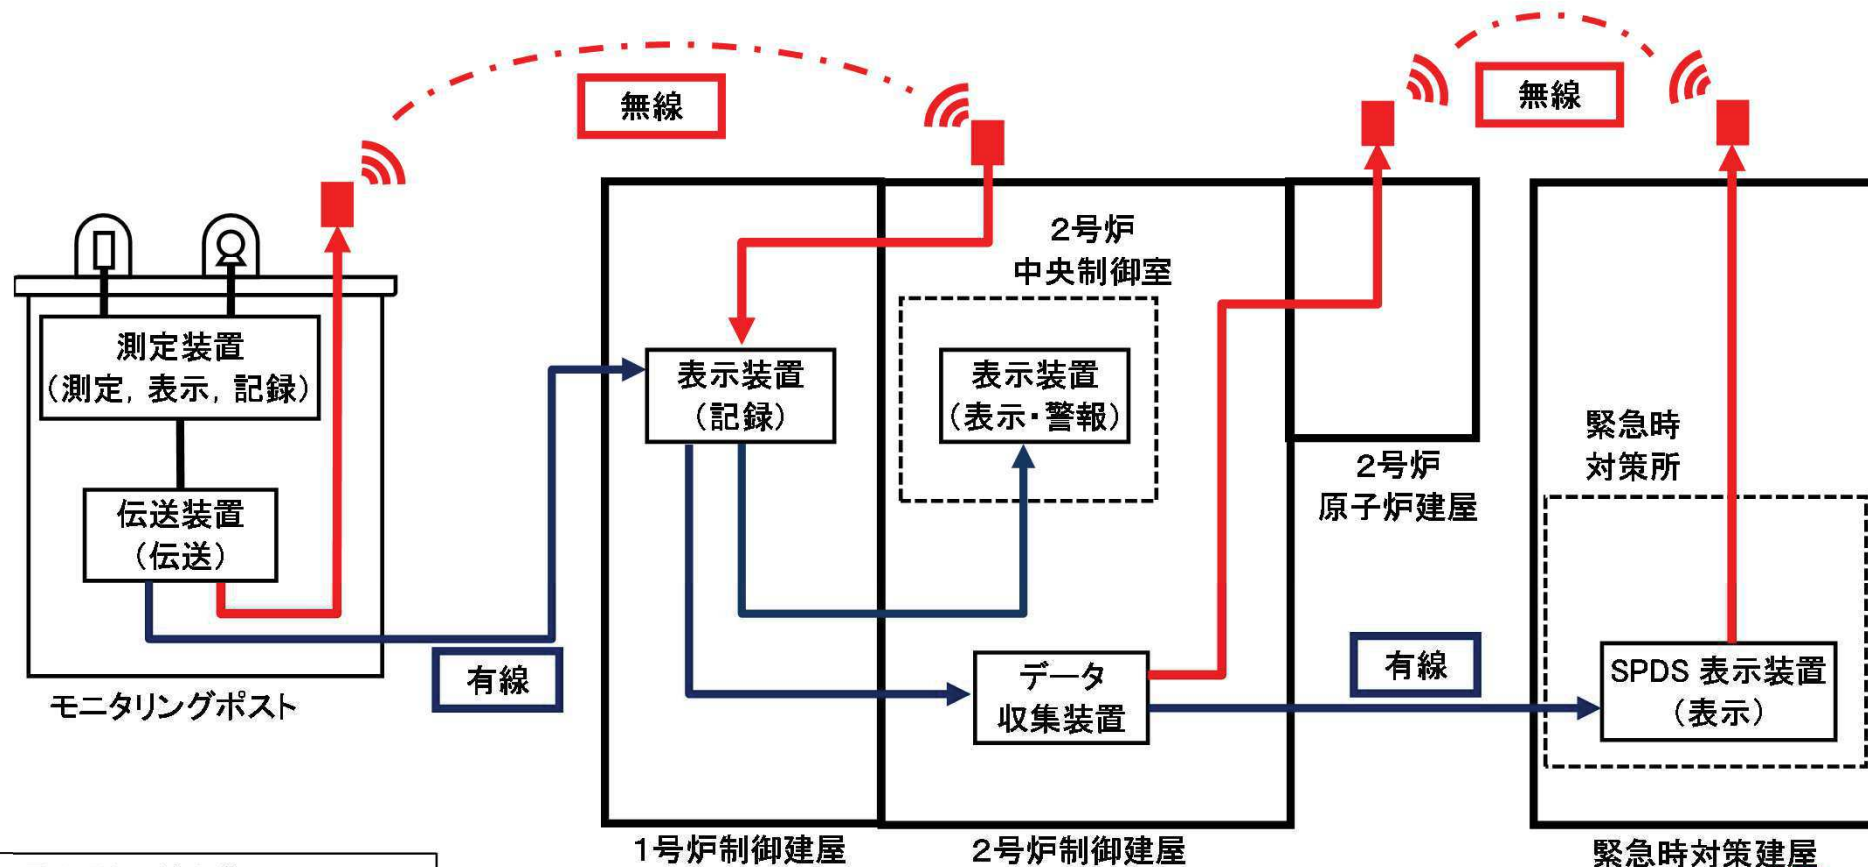 無線
無線
2号炉
中央制御室
測定装置
（測定，表示，記録）
表示装置
（記録）
表示装置
（表示・警報）
緊急時
対策所
2号炉
原子炉建屋
伝送装置
（伝送）
有線
有線
データ
収集装置
SPDS 表示装置
（表示）
モニタリングポスト
1号炉制御建屋
2号炉制御建屋
緊急時対策建屋